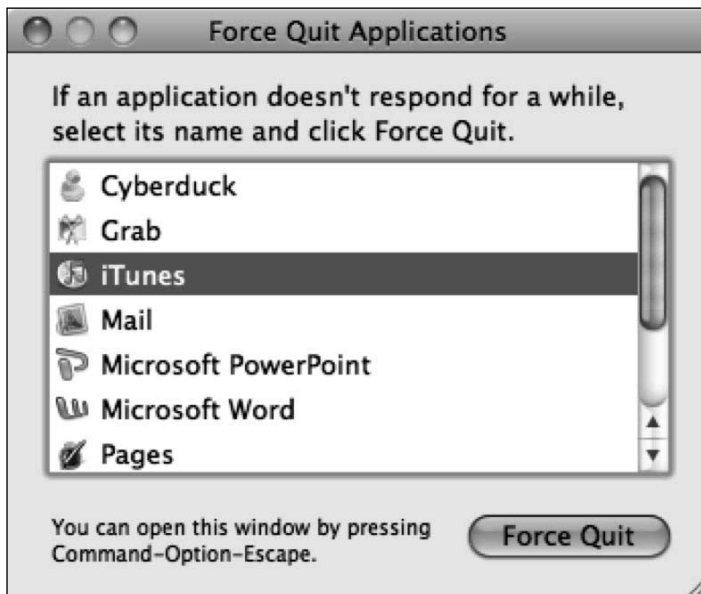 Force Quit Applications
If an application doesn't respond for a while,
select its name and click Force Quit.
Cyberduck
Grab
iTunes
Mail
Microsoft PowerPoint
Microsoft Word
Pages
You can open this window by pressing
Command-Option-Escape.
Force Quit